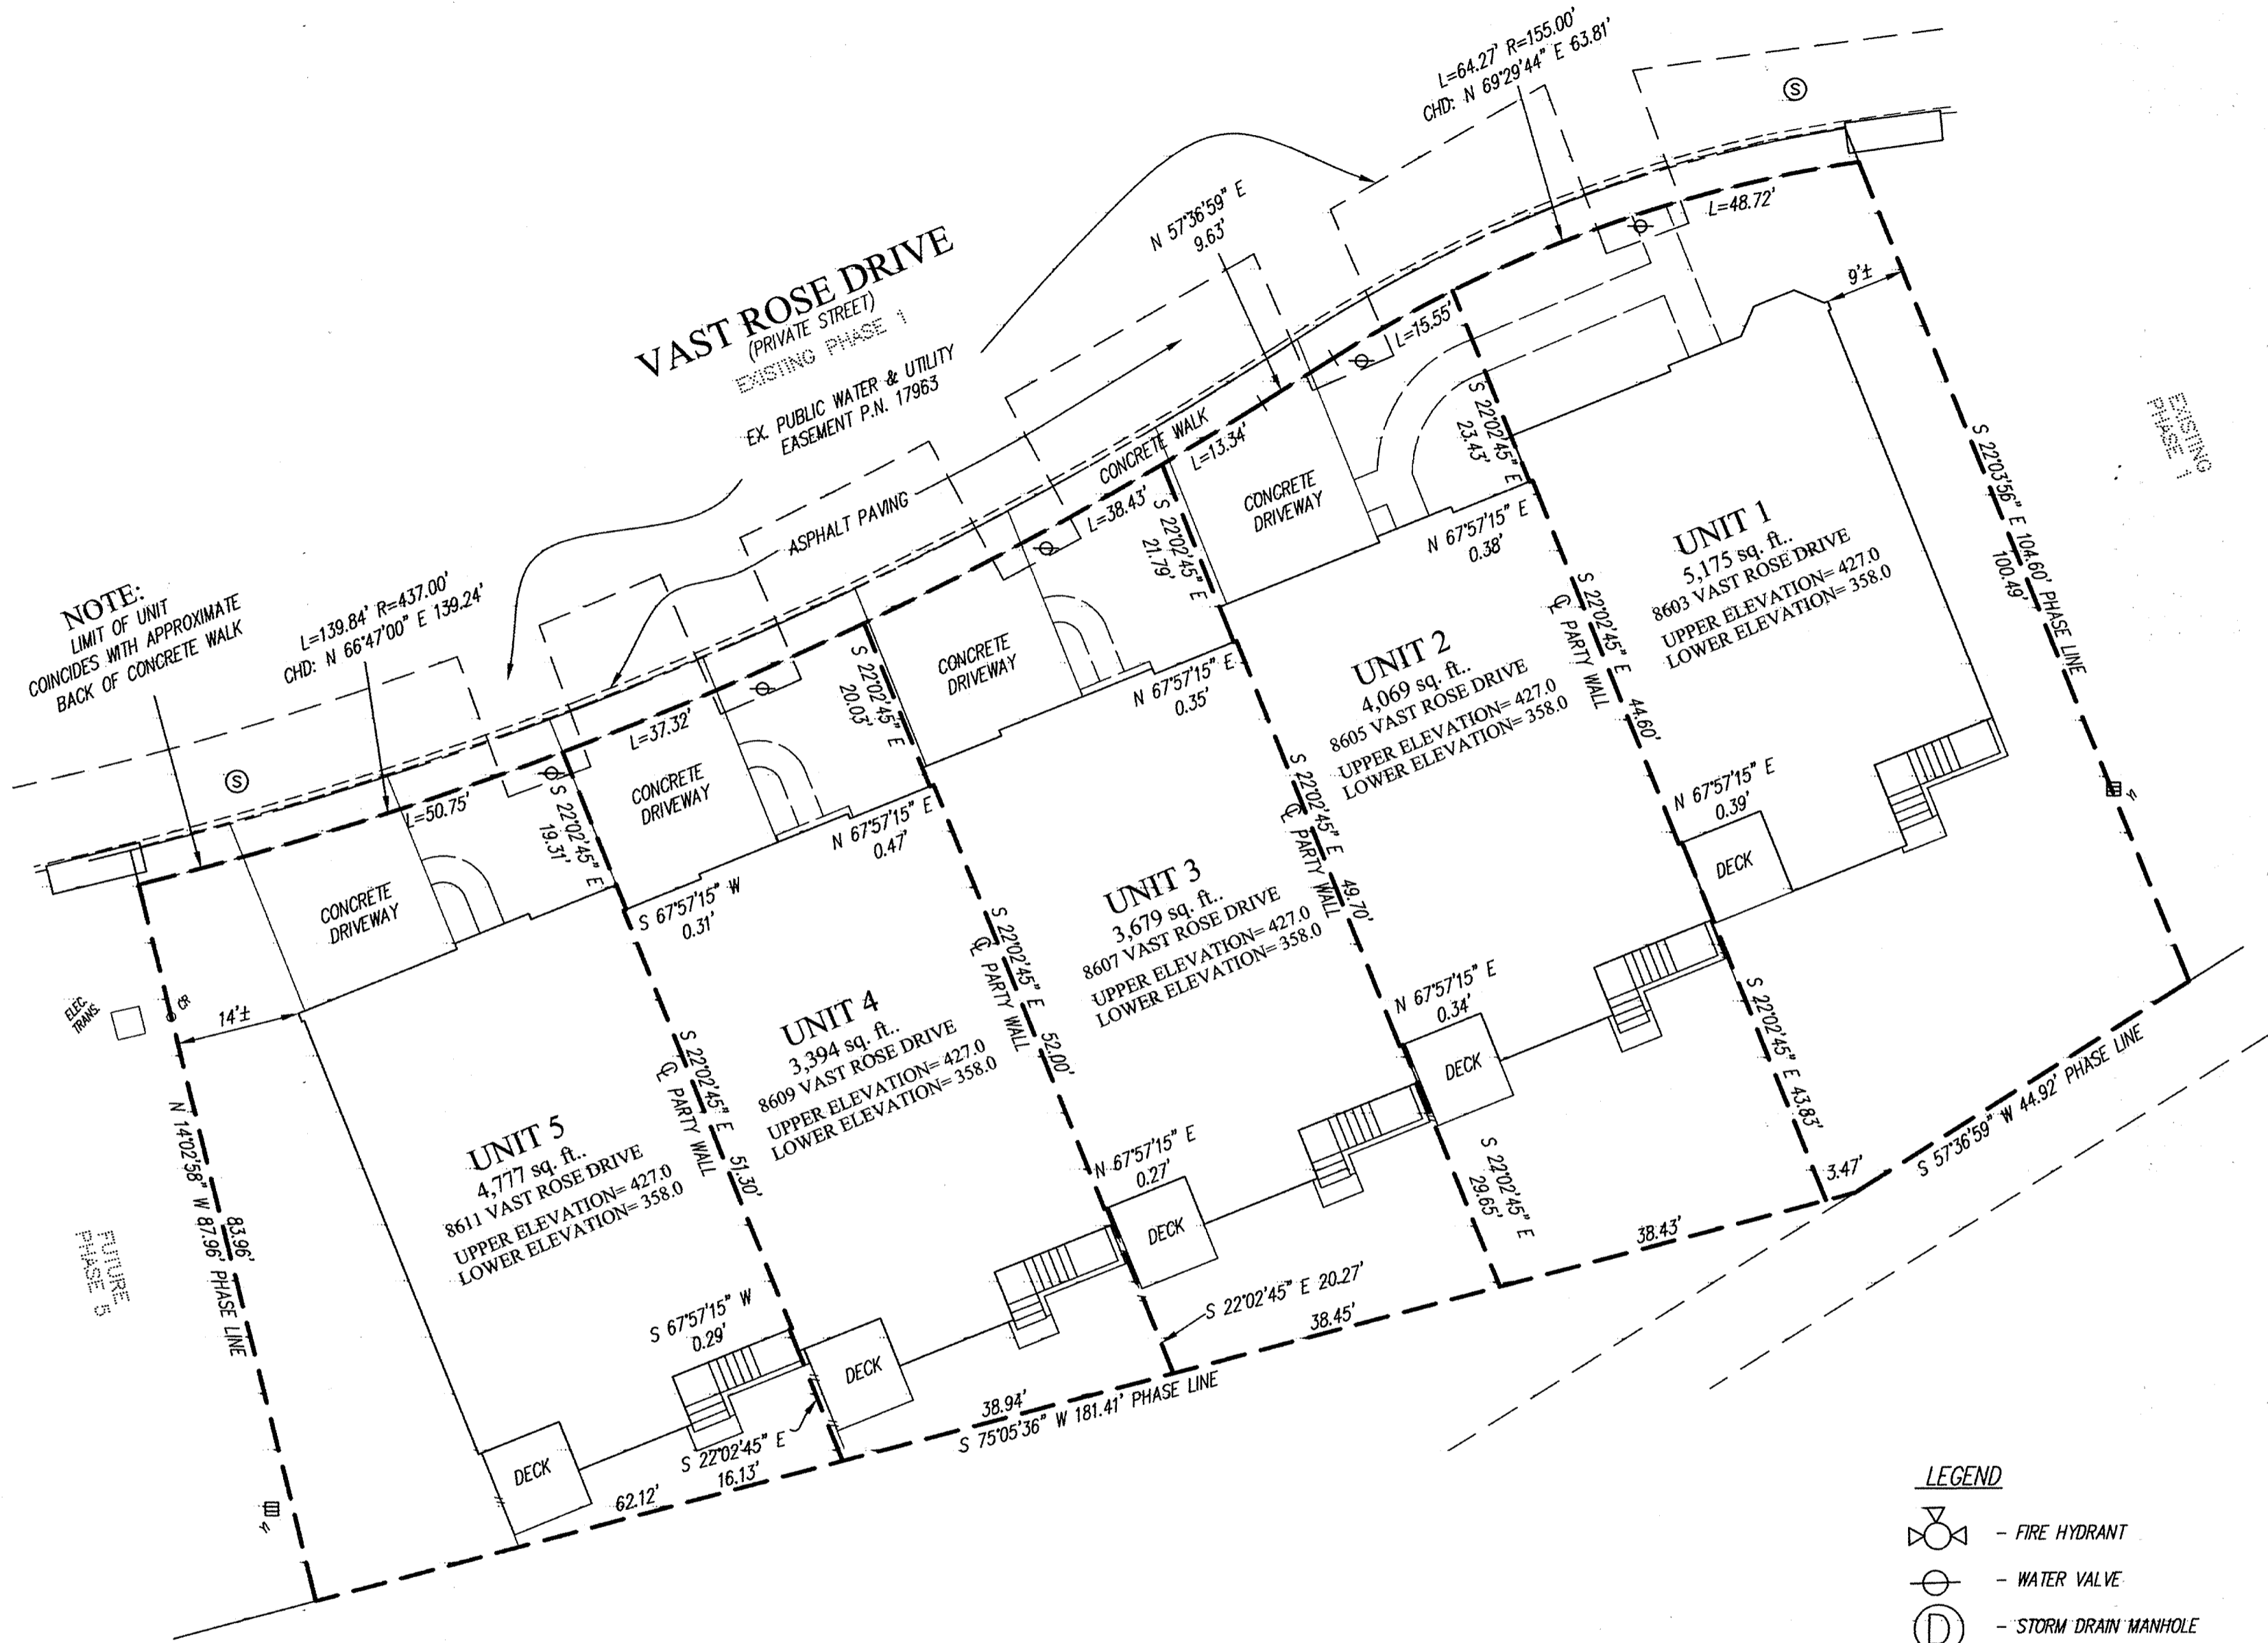 L=64.27' R=155.00'
CHD: N 69°29'44" E 63.81'
Ⓢ
N 57°36'59" E
9.63'
L=48.72'
9'±
VAST ROSE DRIVE
(PRIVATE STREET)
EXISTING PHASE 1
EX. PUBLIC WATER & UTILITY
EASEMENT P.N. 17963
L=15.55'
S 22°02'45" E
23.43'
EXISTING
PHASE 1
CONCRETE WALK
L=13.34'
ASPHALT PAVING
L=38.43'
S 22°02'45" E
21.79'
CONCRETE
DRIVEWAY
N 67°57'15" E
0.38'
UNIT 1
5,175 sq. ft..
8603 VAST ROSE DRIVE
UPPER ELEVATION= 427.0
LOWER ELEVATION= 358.0
S 22°03'56" E 104.60' PHASE LINE
100.49'
NOTE:
LIMIT OF UNIT
COINCIDES WITH APPROXIMATE
BACK OF CONCRETE WALK
L=139.84' R=437.00'
CHD: N 66°47'00" E 139.24'
L=37.32'
S 22°02'45" E
20.03'
CONCRETE
DRIVEWAY
N 67°57'15" E
0.35'
UNIT 2
4,069 sq. ft..
8605 VAST ROSE DRIVE
UPPER ELEVATION= 427.0
LOWER ELEVATION= 358.0
S 22°02'45" E 44.60'
℄ PARTY WALL
Ⓢ
L=50.75'
S 22°02'45" E
19.31'
CONCRETE
DRIVEWAY
N 67°57'15" E
0.47'
UNIT 3
3,679 sq. ft..
8607 VAST ROSE DRIVE
UPPER ELEVATION= 427.0
LOWER ELEVATION= 358.0
S 22°02'45" E 49.70'
℄ PARTY WALL
N 67°57'15" E
0.39'
DECK
CONCRETE
DRIVEWAY
S 67°57'15" W
0.31'
ELEC.
TRANS.
CR
14'±
UNIT 4
3,394 sq. ft..
8609 VAST ROSE DRIVE
UPPER ELEVATION= 427.0
LOWER ELEVATION= 358.0
S 22°02'45" E 52.00'
℄ PARTY WALL
N 67°57'15" E
0.34'
DECK
S 22°02'45" E 43.83'
S 57°36'59" W 44.92' PHASE LINE
3.47'
N 14°02'58" W 87.96' PHASE LINE
83.96'
FUTURE
PHASE 5
UNIT 5
4,777 sq. ft..
8611 VAST ROSE DRIVE
UPPER ELEVATION= 427.0
LOWER ELEVATION= 358.0
S 22°02'45" E 51.30'
℄ PARTY WALL
N 67°57'15" E
0.27'
DECK
S 22°02'45" E
29.65'
38.43'
S 22°02'45" E 20.27'
38.45'
S 67°57'15" W
0.29'
DECK
38.94'
S 75°05'36" W 181.41' PHASE LINE
S 22°02'45" E
16.13'
DECK
62.12'
LEGEND
- FIRE HYDRANT
- WATER VALVE
D - STORM DRAIN MANHOLE